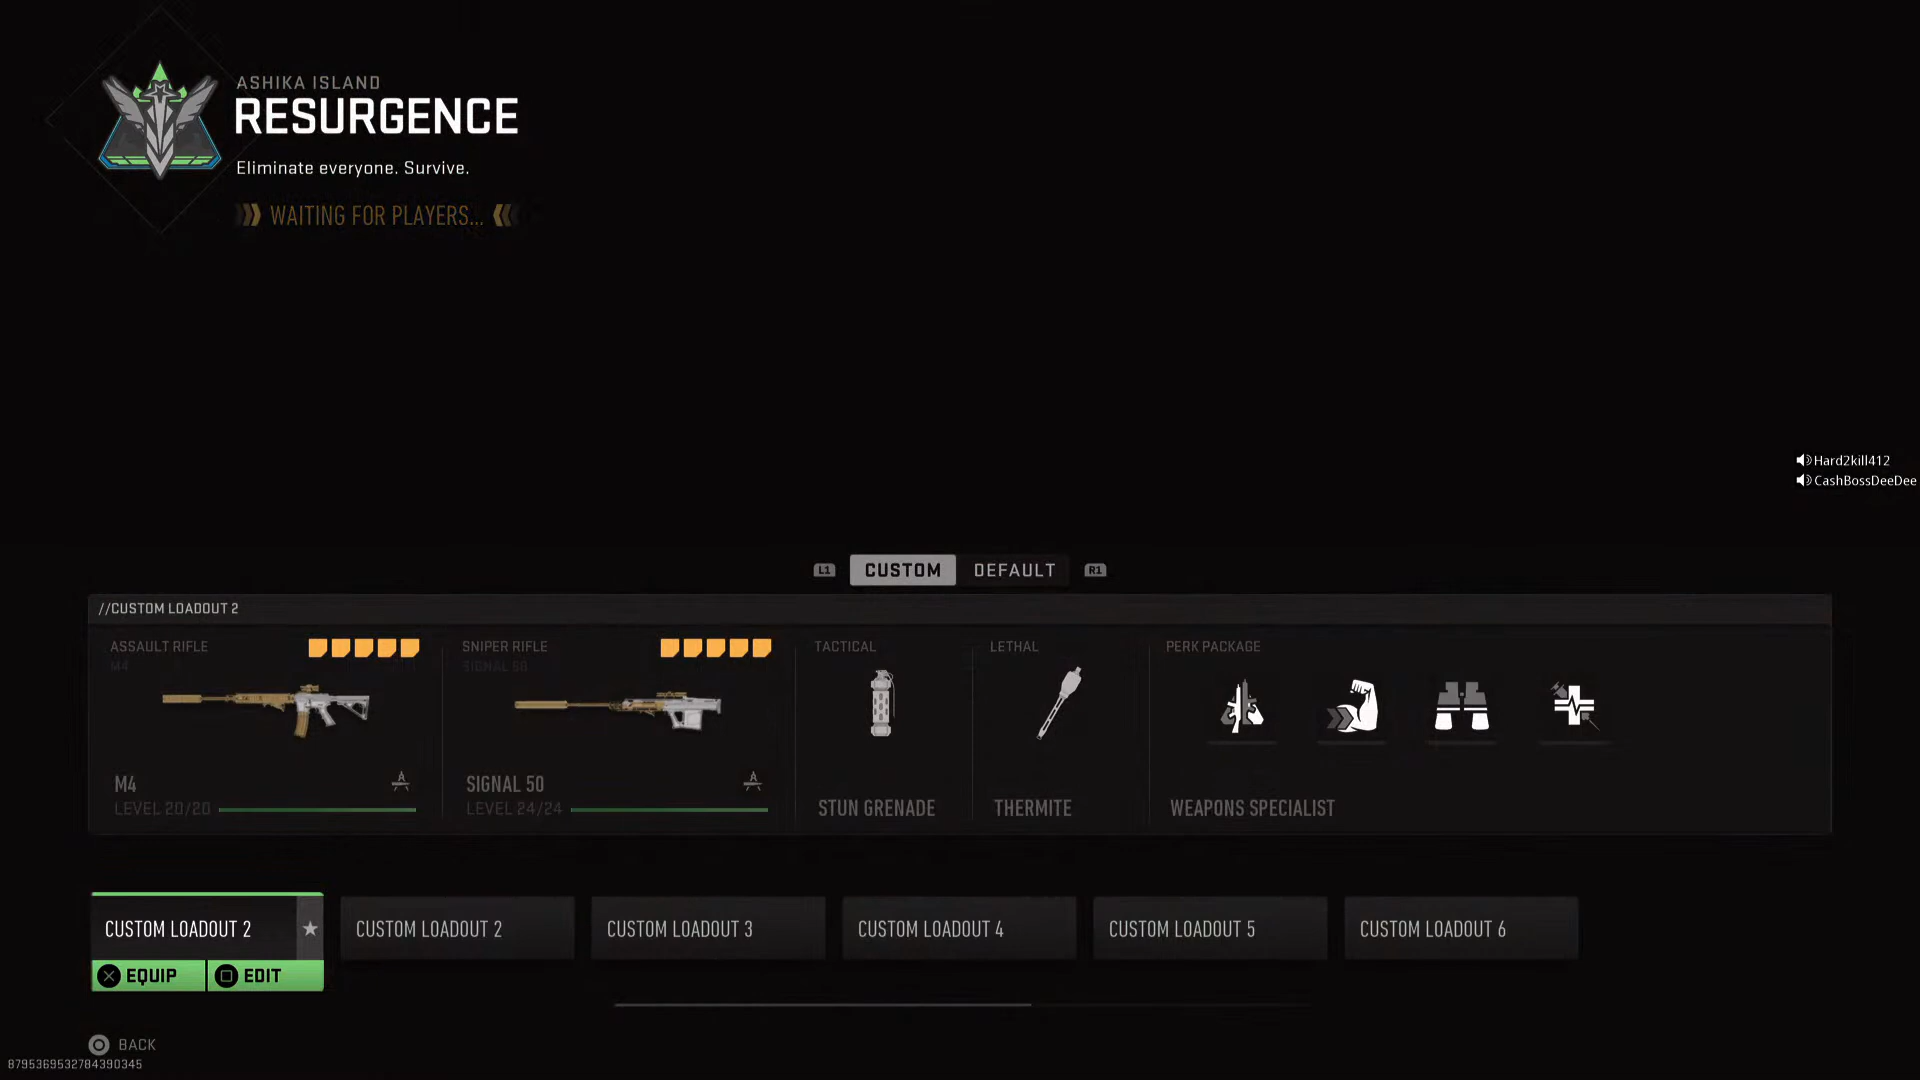 ASHIKA ISLAND
RESURGENCE
Eliminate everyone. Survive.
WAITING FOR PLAYERS...
Hard2kill412
CashBossDeeDee
L1 CUSTOM DEFAULT R1
//CUSTOM LOADOUT 2
ASSAULT RIFLE SNIPER RIFLE TACTICAL LETHAL PERK PACKAGE
M4 SIGNAL 50
M4 SIGNAL 50
LEVEL 20/20 LEVEL 24/24 STUN GRENADE THERMITE WEAPONS SPECIALIST
CUSTOM LOADOUT 2 CUSTOM LOADOUT 2 CUSTOM LOADOUT 3 CUSTOM LOADOUT 4 CUSTOM LOADOUT 5 CUSTOM LOADOUT 6
EQUIP EDIT
BACK
8795369532784390345